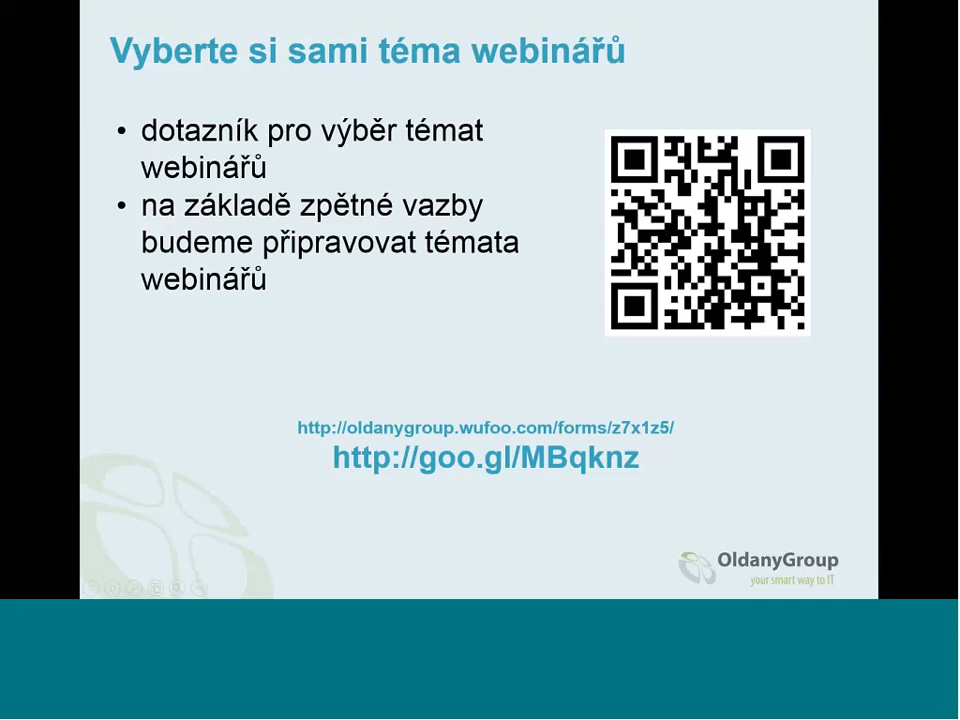 Vyberte si sami téma webinářů
• dotazník pro výběr témat
webinářů
• na základě zpětné vazby
budeme připravovat témata
webinářů
http://oldanygroup.wufoo.com/forms/z7x1z5/
http://goo.gl/MBqknz
OldanyGroup
your smart way to IT